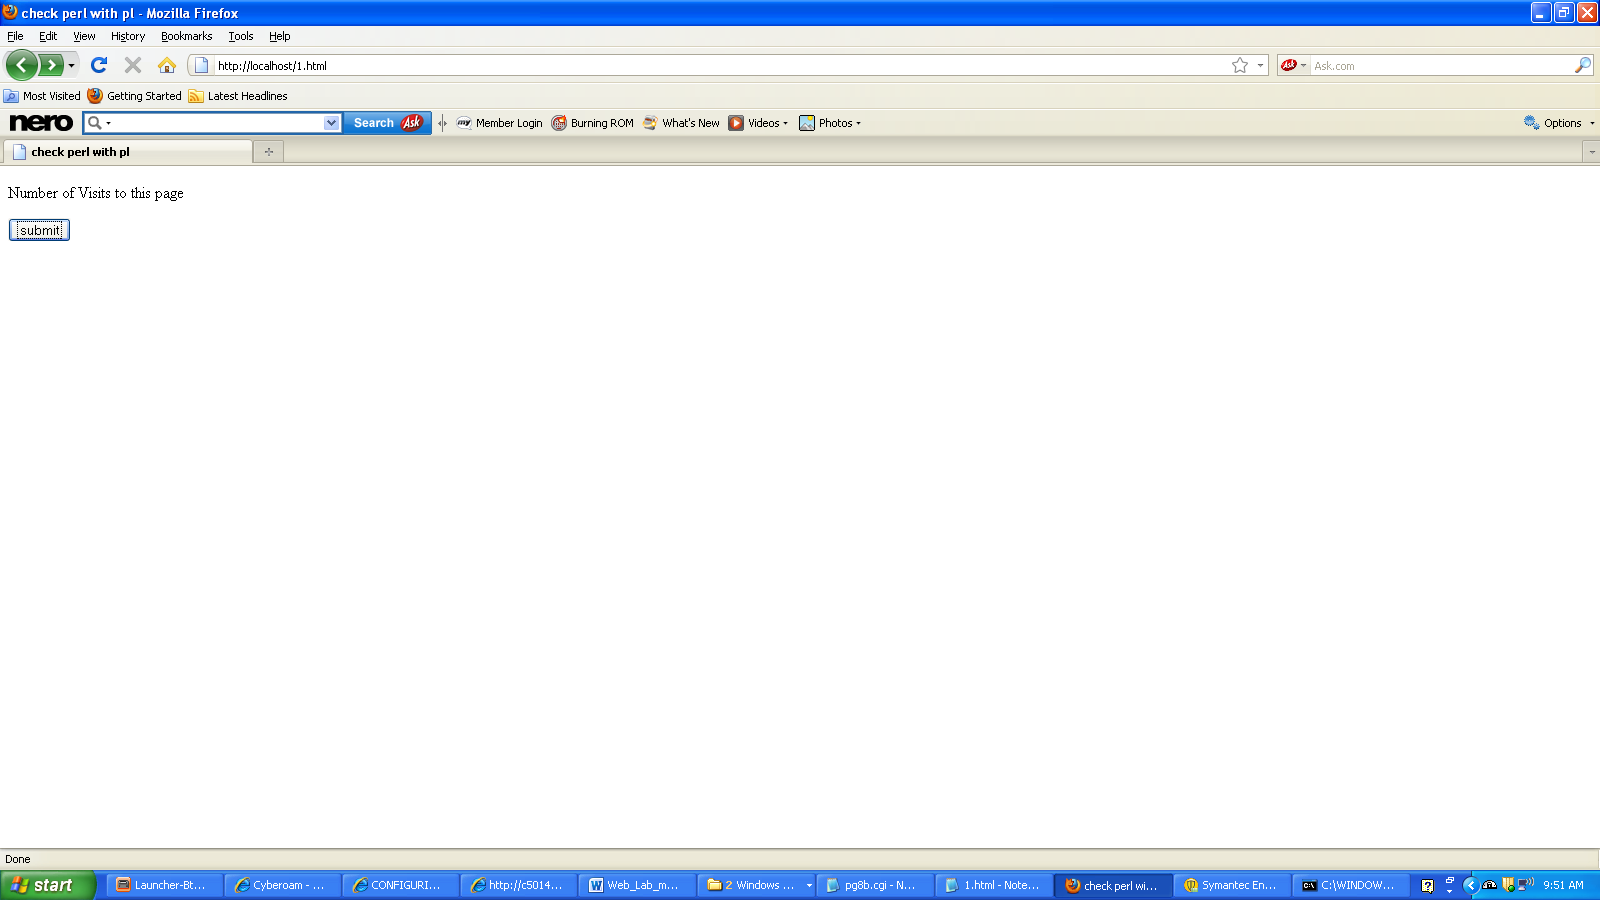 check perl with pl - Mozilla Firefox
File Edit View History Bookmarks Tools Help
http://localhost/1.html Ask Ask.com
Most Visited Getting Started Latest Headlines
nero Search Ask my Member Login Burning ROM What's New Videos Photos Options
check perl with pl
Number of Visits to this page
submit
Done
start Launcher-Bt... Cyberoam - ... CONFIGURI... http://c5014... Web_Lab_m... 2 Windows ... pg8b.cgi - N... 1.html - Note... check perl wi... Symantec En... C:\WINDOW... 9:51 AM